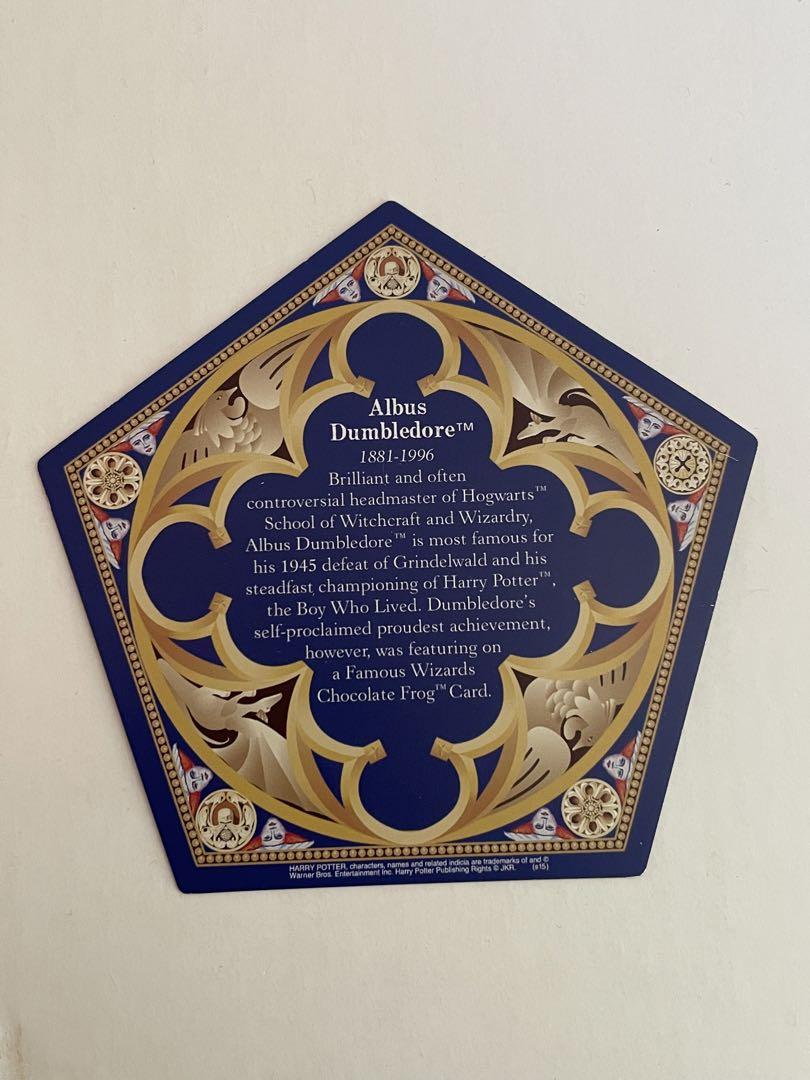 Albus
Dumbledore™
1881-1996
Brilliant and often
controversial headmaster of Hogwarts™
School of Witchcraft and Wizardry,
Albus Dumbledore™ is most famous for
his 1945 defeat of Grindelwald and his
steadfast championing of Harry Potter™,
the Boy Who Lived. Dumbledore's
self-proclaimed proudest achievement,
however, was featuring on
a Famous Wizards
Chocolate Frog™ Card.
HARRY POTTER, characters, names and related indicia are trademarks of and ©
Warner Bros. Entertainment Inc. Harry Potter Publishing Rights © JKR. (s15)